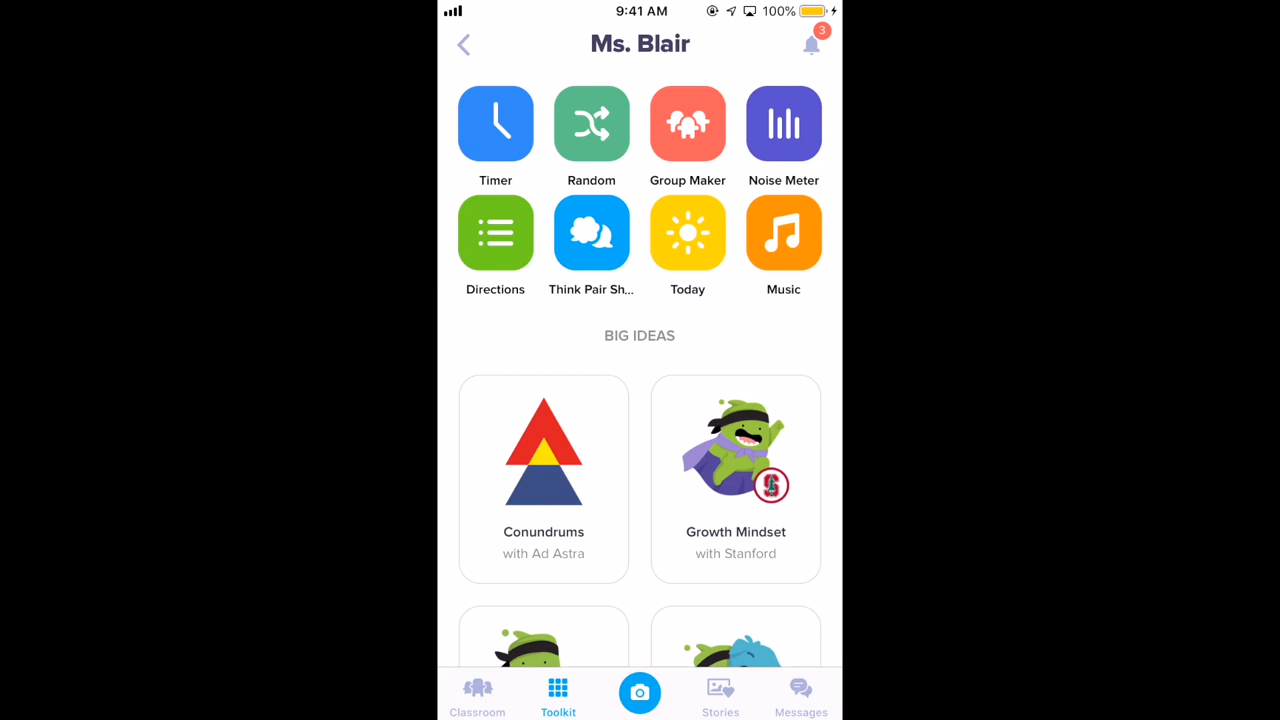 9:41 AM
100%
Ms. Blair
3
Timer
Random
Group Maker
Noise Meter
Directions
Think Pair Sh...
Today
Music
BIG IDEAS
Conundrums
with Ad Astra
Growth Mindset
with Stanford
Classroom
Toolkit
Stories
Messages